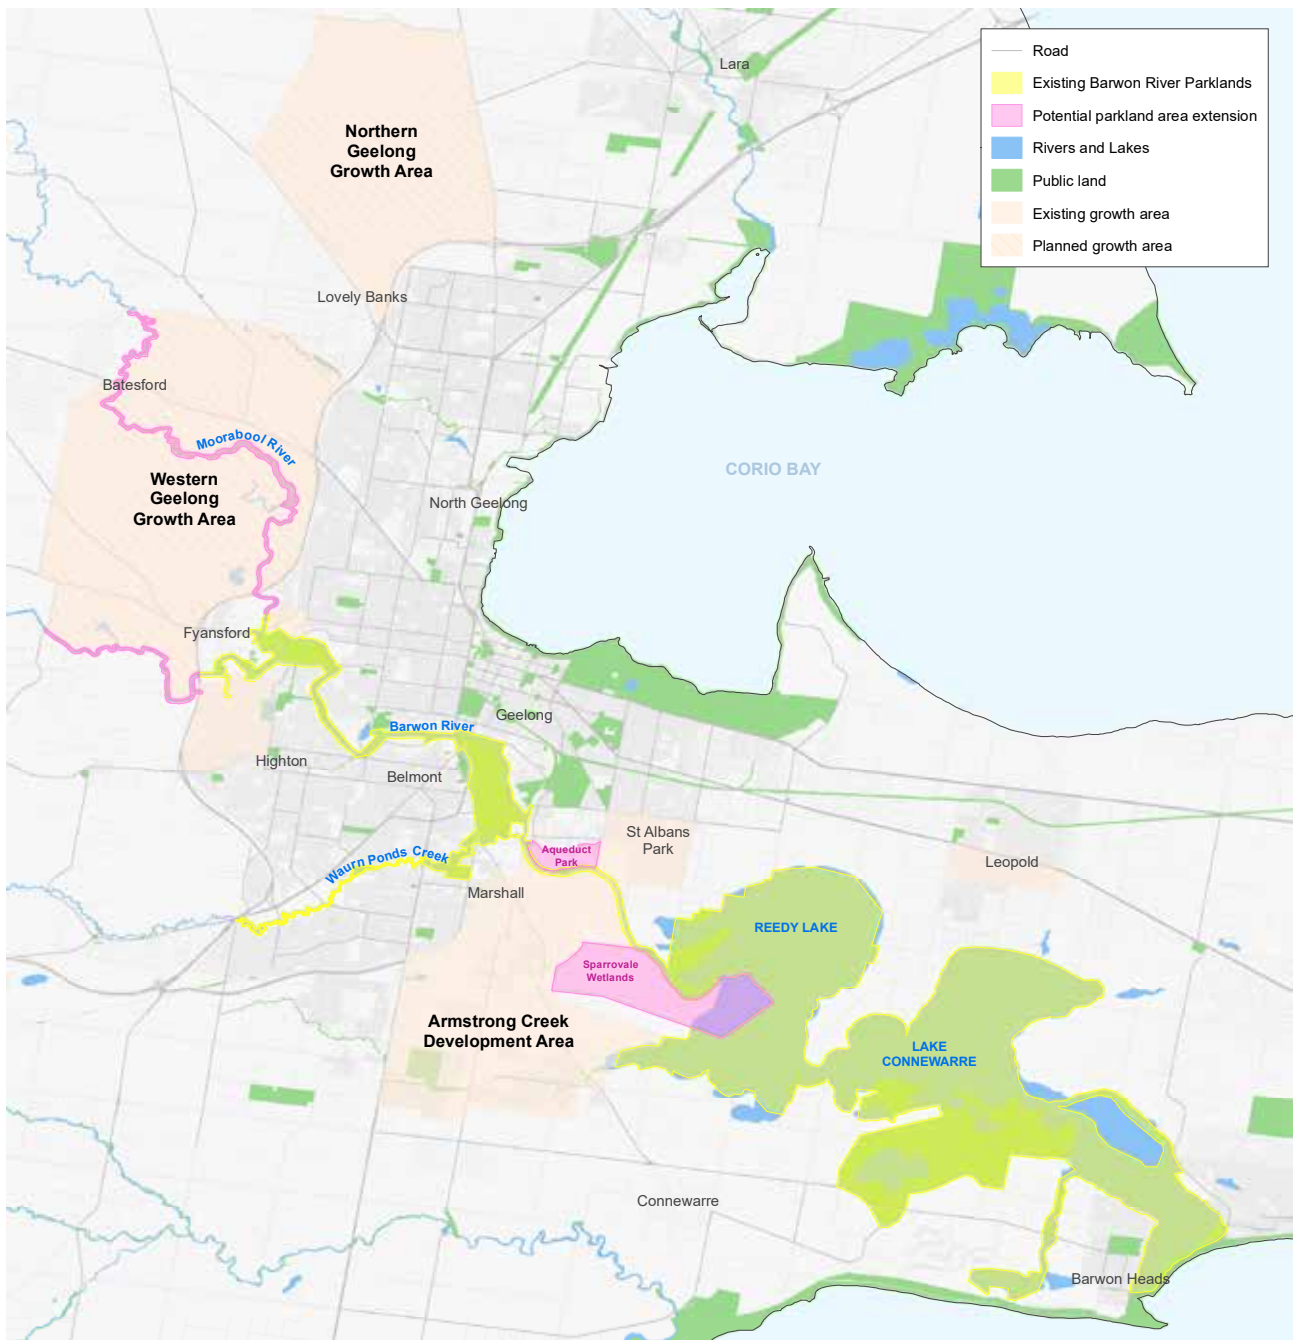 Lara
Road
Existing Barwon River Parklands
Potential parkland area extension
Rivers and Lakes
Public land
Existing growth area
Planned growth area
Northern
Geelong
Growth Area
Lovely Banks
Batesford
Moorabool River
CORIO BAY
Western
Geelong
Growth Area
North Geelong
Fyansford
Geelong
Barwon River
Highton
Belmont
St Albans
Park
Aqueduct
Park
Leopold
Waurn Ponds Creek
Marshall
REEDY LAKE
Sparrovale
Wetlands
Armstrong Creek
Development Area
LAKE
CONNEWARRE
Connewarre
Barwon Heads